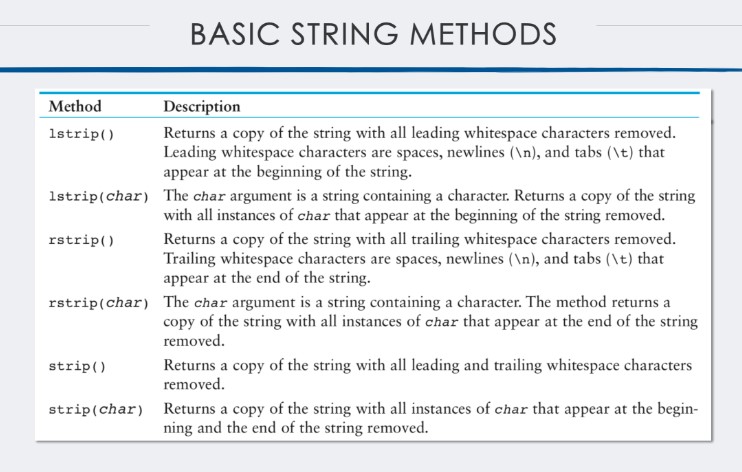 BASIC STRING METHODS
Method Description
lstrip() Returns a copy of the string with all leading whitespace characters removed.
Leading whitespace characters are spaces, newlines (\n), and tabs (\t) that
appear at the beginning of the string.
lstrip(char) The char argument is a string containing a character. Returns a copy of the string
with all instances of char that appear at the beginning of the string removed.
rstrip() Returns a copy of the string with all trailing whitespace characters removed.
Trailing whitespace characters are spaces, newlines (\n), and tabs (\t) that
appear at the end of the string.
rstrip(char) The char argument is a string containing a character. The method returns a
copy of the string with all instances of char that appear at the end of the string
removed.
strip() Returns a copy of the string with all leading and trailing whitespace characters
removed.
strip(char) Returns a copy of the string with all instances of char that appear at the begin-
ning and the end of the string removed.